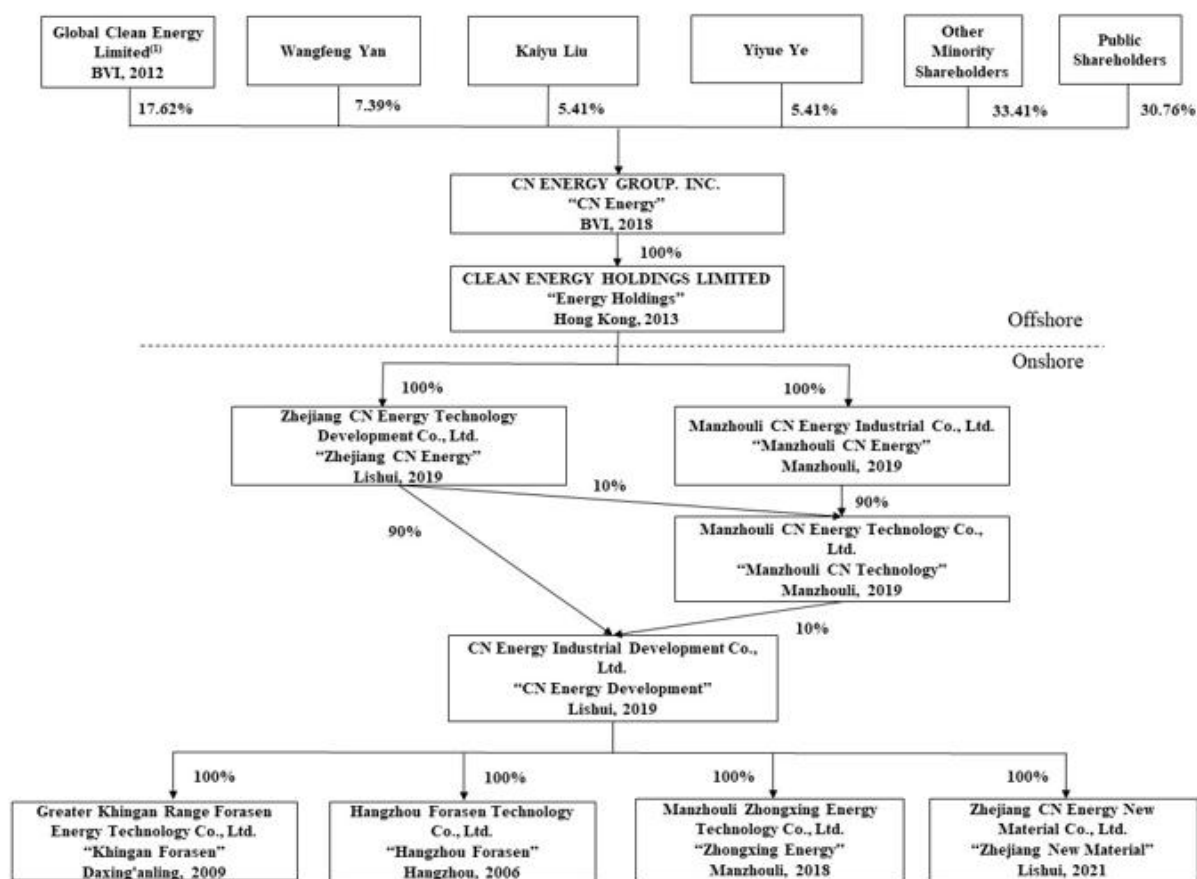 Global Clean Energy
Limited(1)
BVI, 2012
Wangfeng Yan
Kaiyu Liu
Yiyue Ye
Other
Minority
Shareholders
Public
Shareholders
17.62%
7.39%
5.41%
5.41%
33.41%
30.76%
CN ENERGY GROUP. INC.
“CN Energy”
BVI, 2018
100%
CLEAN ENERGY HOLDINGS LIMITED
“Energy Holdings”
Hong Kong, 2013
Offshore
Onshore
100%
100%
Zhejiang CN Energy Technology
Development Co., Ltd.
“Zhejiang CN Energy”
Lishui, 2019
Manzhouli CN Energy Industrial Co., Ltd.
“Manzhouli CN Energy”
Manzhouli, 2019
10%
90%
90%
Manzhouli CN Energy Technology Co.,
Ltd.
“Manzhouli CN Technology”
Manzhouli, 2019
10%
CN Energy Industrial Development Co.,
Ltd.
“CN Energy Development”
Lishui, 2019
100%
100%
100%
100%
Greater Khingan Range Forasen
Energy Technology Co., Ltd.
“Khingan Forasen”
Daxing'anling, 2009
Hangzhou Forasen Technology
Co., Ltd.
“Hangzhou Forasen”
Hangzhou, 2006
Manzhouli Zhongxing Energy
Technology Co., Ltd.
“Zhongxing Energy”
Manzhouli, 2018
Zhejiang CN Energy New
Material Co., Ltd.
“Zhejiang New Material”
Lishui, 2021